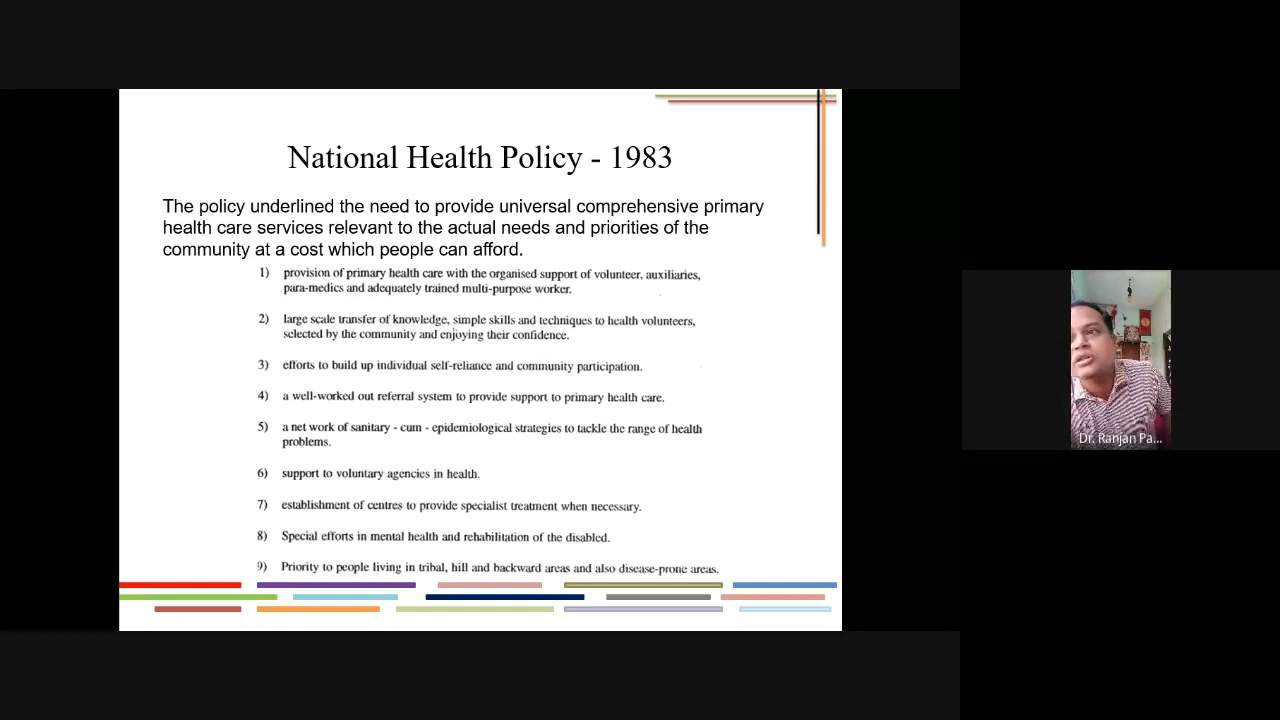 National Health Policy - 1983
The policy underlined the need to provide universal comprehensive primary
health care services relevant to the actual needs and priorities of the
community at a cost which people can afford.
1) provision of primary health care with the organised support of volunteer, auxiliaries,
para-medics and adequately trained multi-purpose worker.
2) large scale transfer of knowledge, simple skills and techniques to health volunteers,
selected by the community and enjoying their confidence.
3) efforts to build up individual self-reliance and community participation.
4) a well-worked out referral system to provide support to primary health care.
5) a net work of sanitary - cum - epidemiological strategies to tackle the range of health
problems.
6) support to voluntary agencies in health.
7) establishment of centres to provide specialist treatment when necessary.
8) Special efforts in mental health and rehabilitation of the disabled.
9) Priority to people living in tribal, hill and backward areas and also disease-prone areas.
Dr. Ranjan Pa...